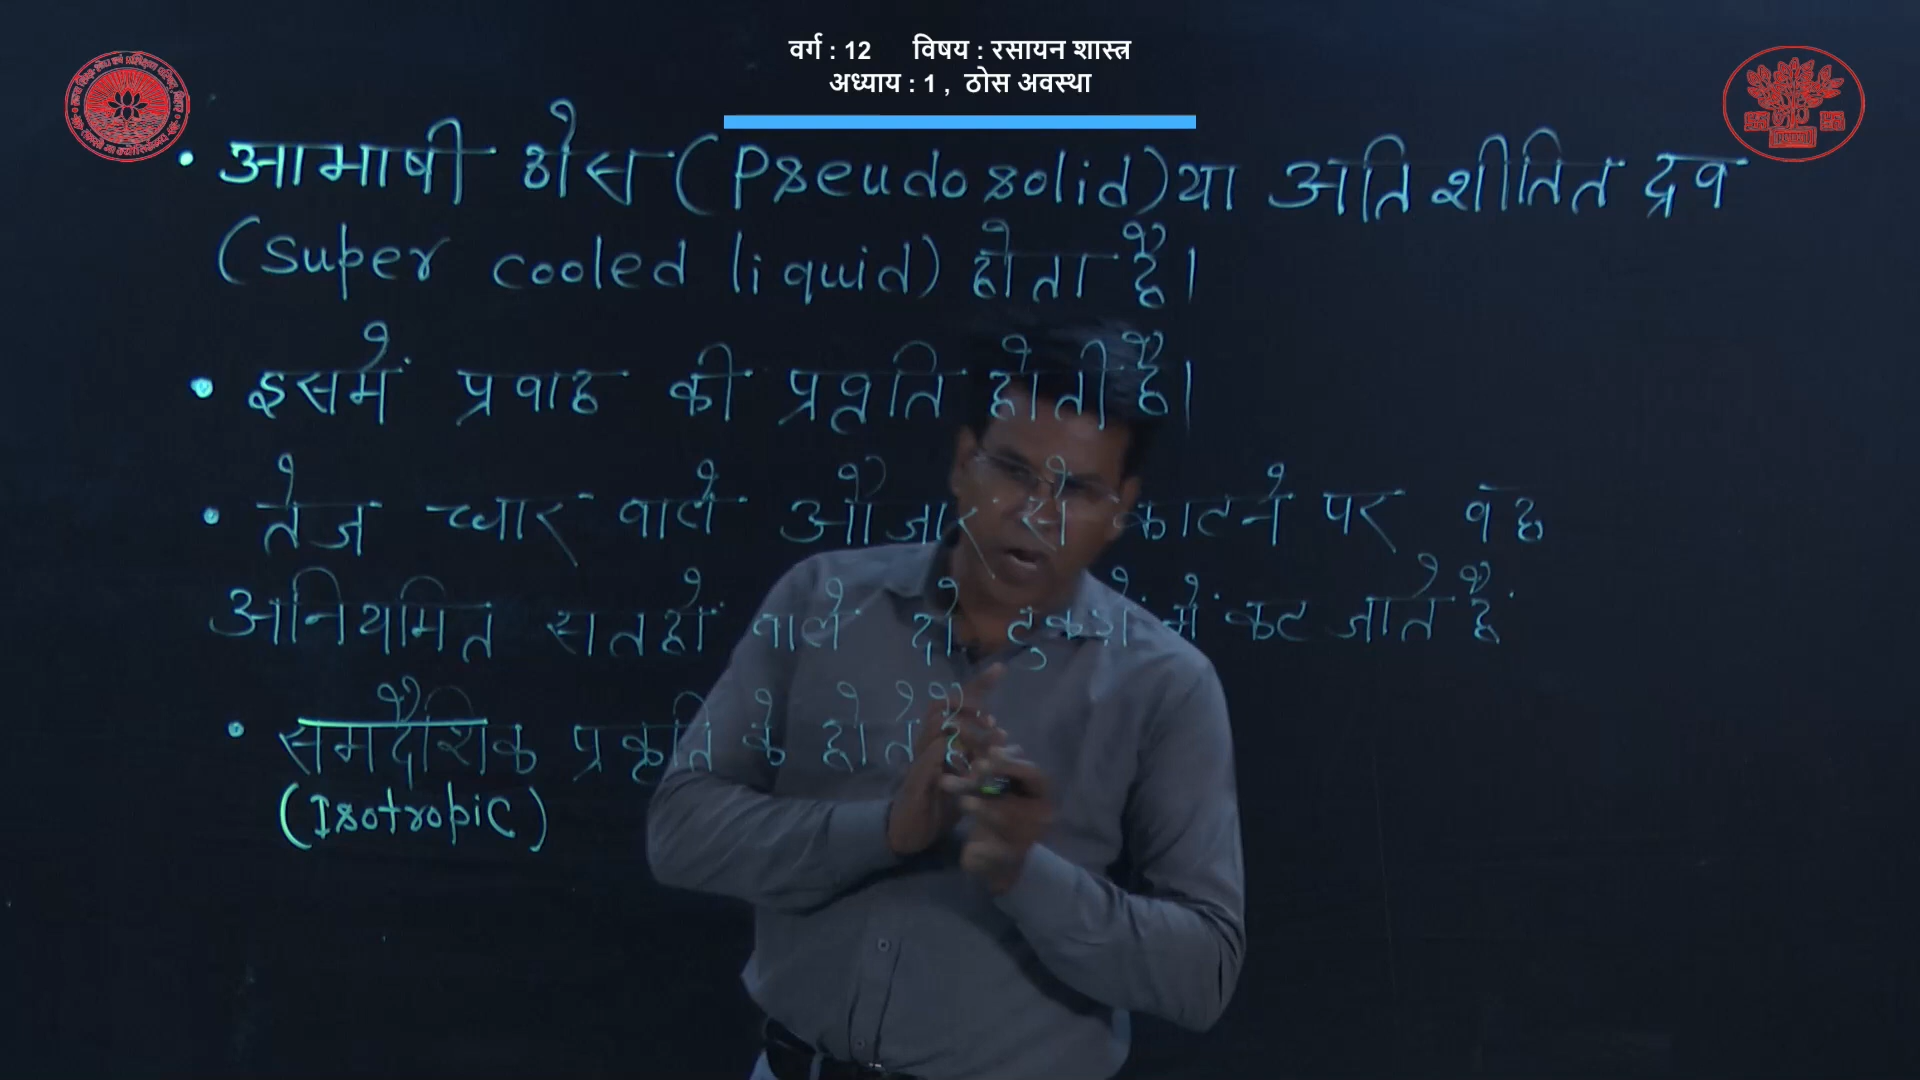 वर्ग : 12 विषय : रसायन शास्त्र
अध्याय : 1 , ठोस अवस्था
• आभाषी ठोस (Pseudo solid) या अतिशीतित द्रव
(Super cooled liquid) होता है।
• इसमें प्रवाह की प्रवृति होती है।
• तेज धार वाले औजार से काटने पर वह
अनियमित सतहों वाले दो टुकड़ों में कट जाते हैं
• समदैशिक प्रकृति के होते हैं
(Isotropic)